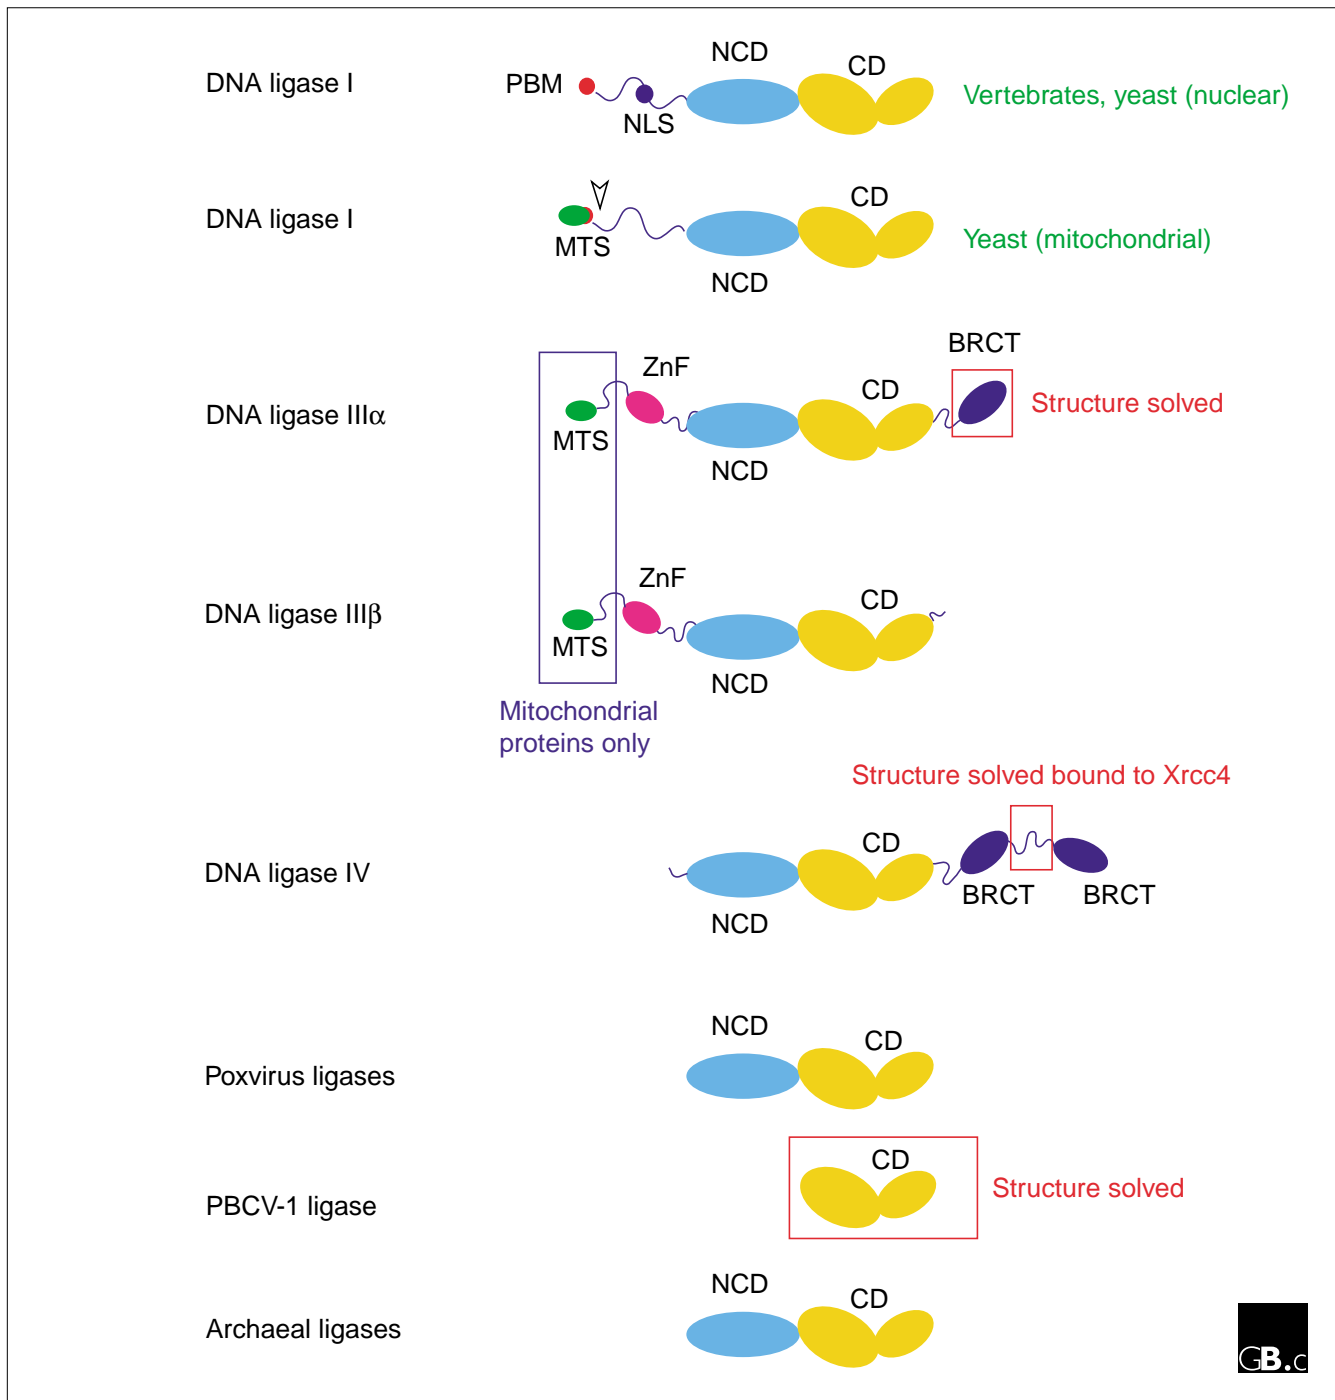 DNA ligase I
PBM
NLS
NCD
CD
Vertebrates, yeast (nuclear)
DNA ligase I
MTS
NCD
CD
Yeast (mitochondrial)
DNA ligase IIIα
MTS
ZnF
NCD
CD
BRCT
Structure solved
DNA ligase IIIβ
MTS
ZnF
NCD
CD
Mitochondrial
proteins only
Structure solved bound to Xrcc4
DNA ligase IV
NCD
CD
BRCT
BRCT
Poxvirus ligases
NCD
CD
PBCV-1 ligase
CD
Structure solved
Archaeal ligases
NCD
CD
GB.c